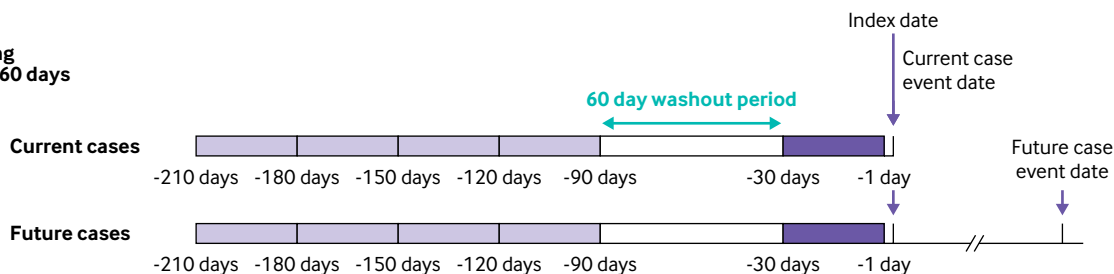 Index date
60 days
Current case
event date
60 day washout period
Current cases
-210 days -180 days -150 days -120 days -90 days -30 days -1 day
Future case
event date
Future cases
-210 days -180 days -150 days -120 days -90 days -30 days -1 day